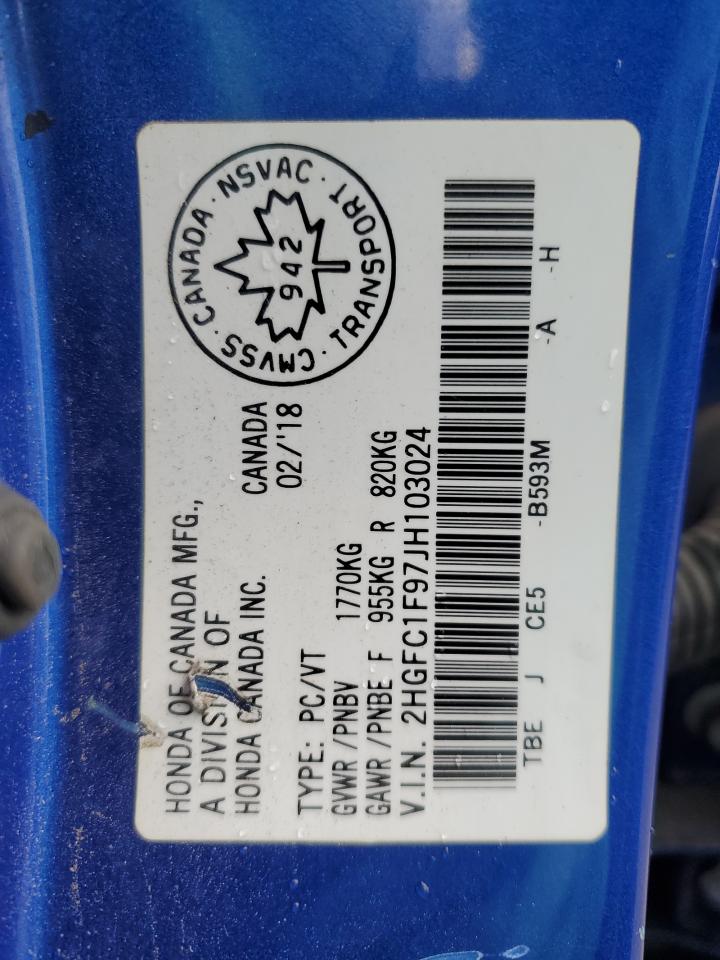 HONDA OF CANADA MFG.,
A DIVISION OF
HONDA CANADA INC.
CANADA
02/'18
CMVSS · CANADA · NSVAC · TRANSPORT ·
942
TYPE: PC/VT
GVWR /PNBV 1770KG
GAWR /PNBE F 955KG R 820KG
V.I.N. 2HGFC1F97JH103024
TBE J CE5 -B593M -A -H